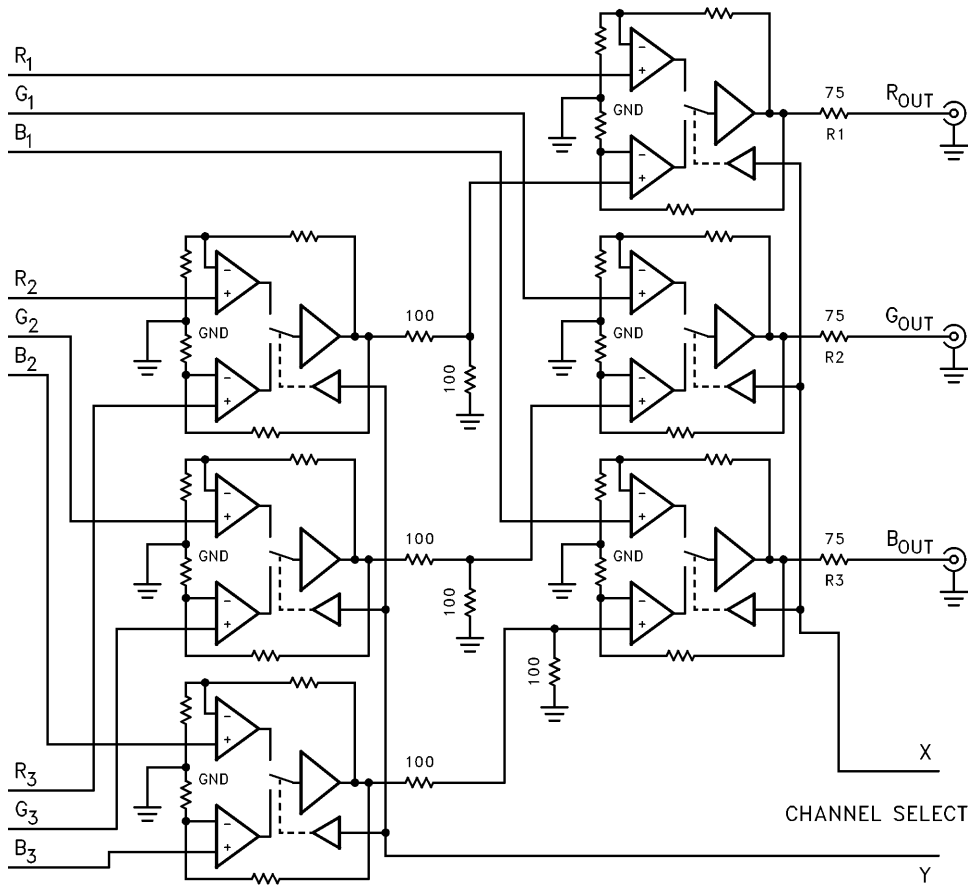 R1
G1
B1
GND
75
R1
ROUT
R2
G2
B2
GND
100
100
GND
75
R2
GOUT
GND
100
100
GND
75
R3
BOUT
100
R3
G3
B3
GND
100
X
CHANNEL SELECT
Y